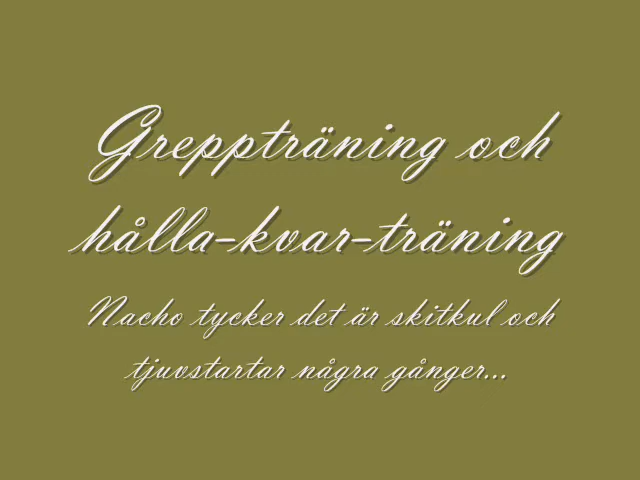 Greppträning och
hålla-kvar-träning
Nacho tycker det är skitkul och
tjuvstartar några gånger...